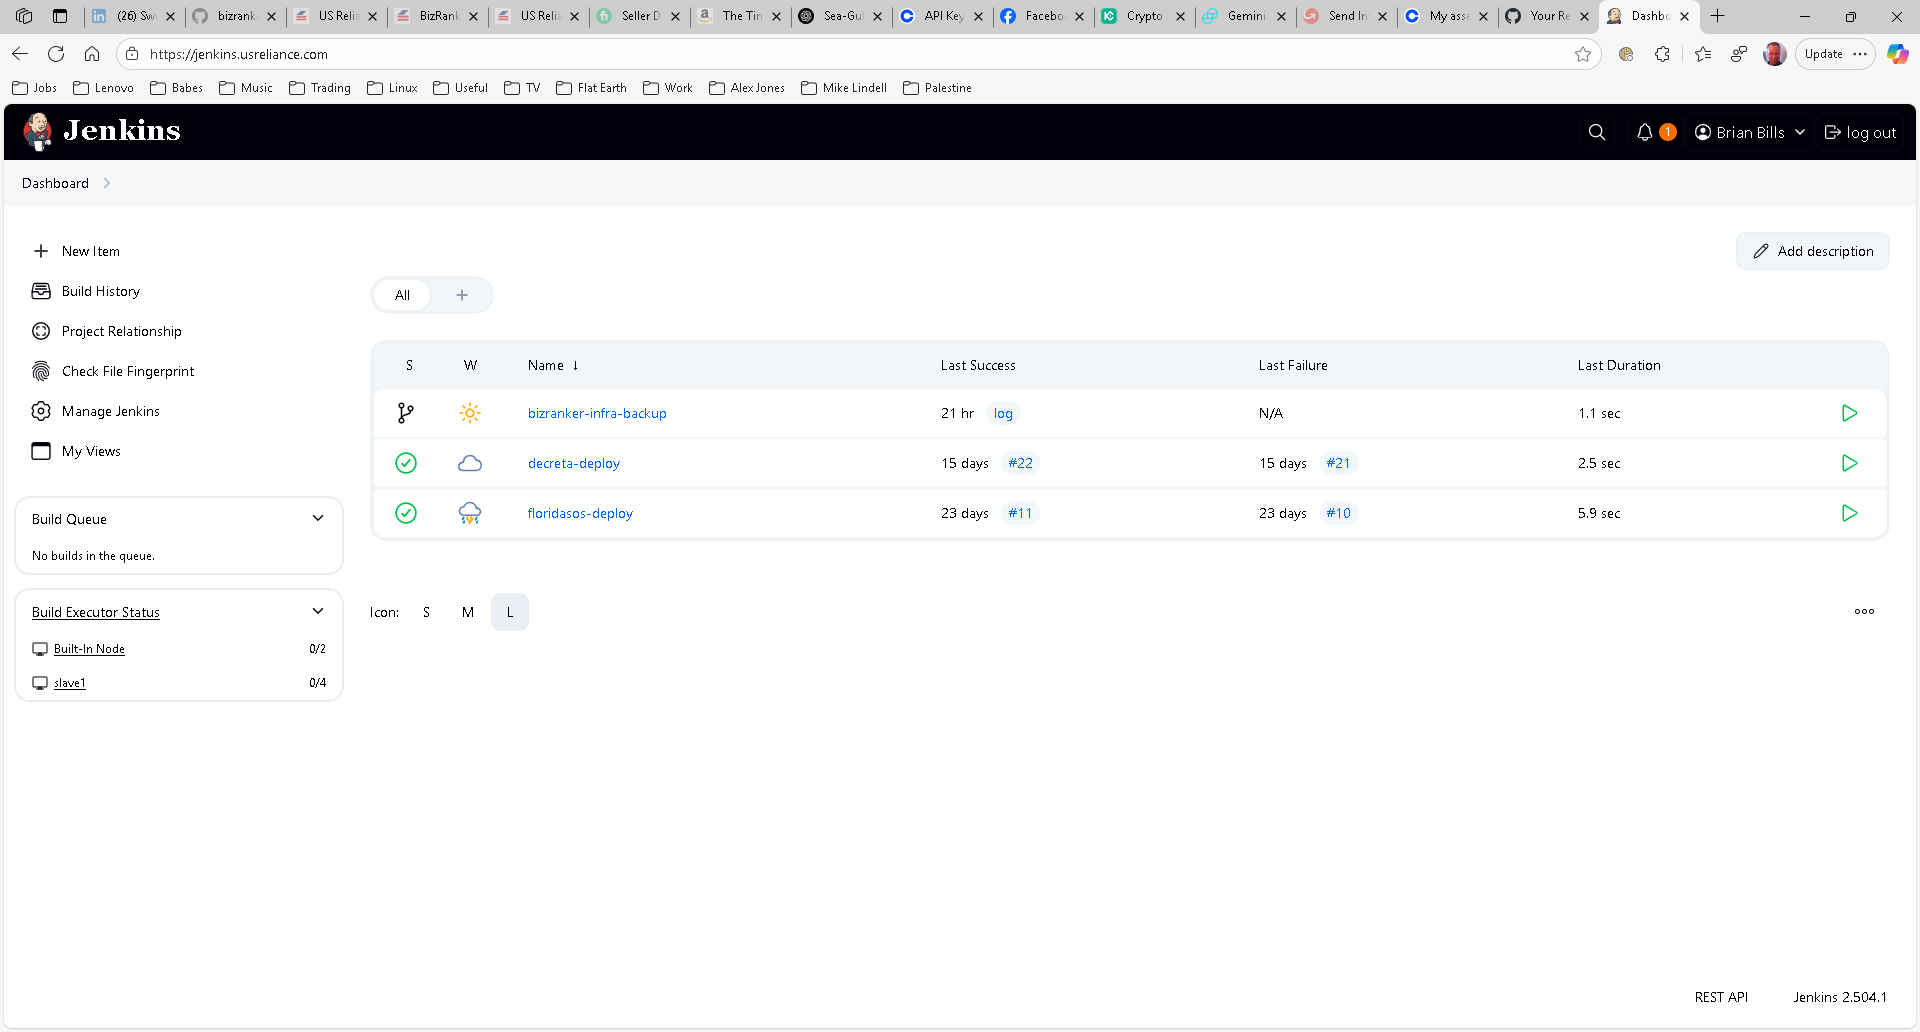 (26) Sw
bizrank
US Relia
BizRank
US Relia
Seller D
The Tim
Sea-Gul
API Key
Facebo
Crypto
Gemini
Send In
My asse
Your Re
Dashbo
https://jenkins.usreliance.com
Update
Jobs Lenovo Babes Music Trading Linux Useful TV Flat Earth Work Alex Jones Mike Lindell Palestine
Jenkins
1 Brian Bills log out
Dashboard
New Item
Build History
Project Relationship
Check File Fingerprint
Manage Jenkins
My Views
Build Queue
No builds in the queue.
Build Executor Status
Built-In Node 0/2
slave1 0/4
Add description
All +
S W Name ↓ Last Success Last Failure Last Duration
bizranker-infra-backup 21 hr log N/A 1.1 sec
decreta-deploy 15 days #22 15 days #21 2.5 sec
floridasos-deploy 23 days #11 23 days #10 5.9 sec
Icon: S M L
REST API Jenkins 2.504.1